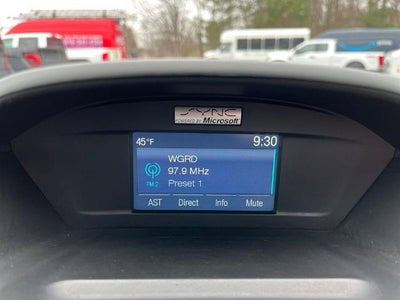 SYNC
POWERED BY Microsoft
45°F 9:30
WGRD
97.9 MHz
FM 2 Preset 1
AST Direct Info Mute